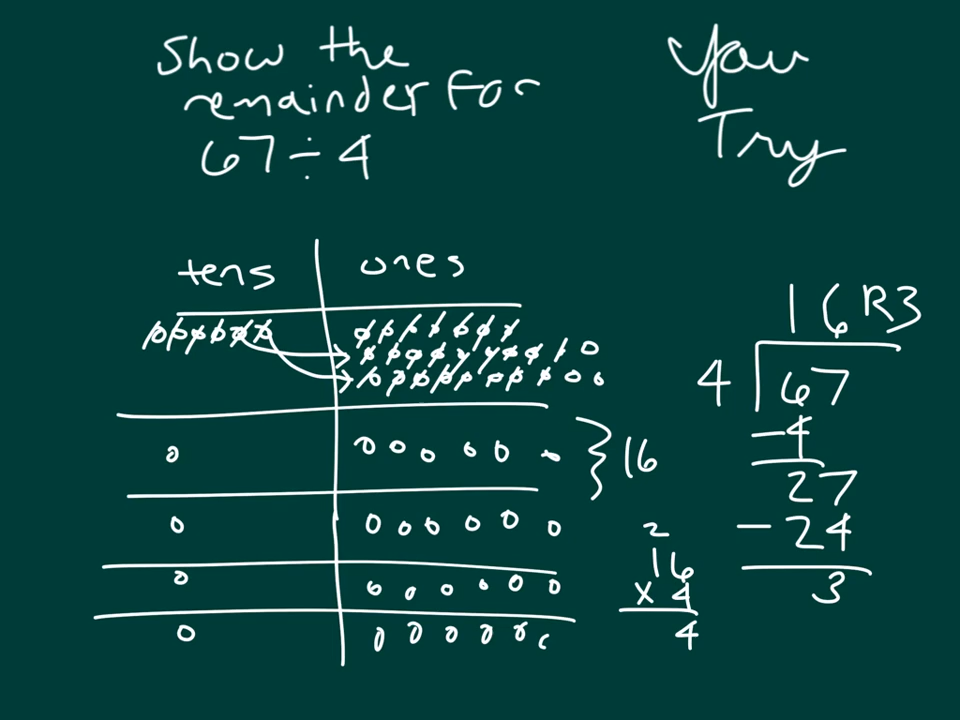 Show the
remainder for
67 ÷ 4
You
Try
tens ones
16
16 R3
4 67
-4
27
- 24
3
2
16
x 4
4